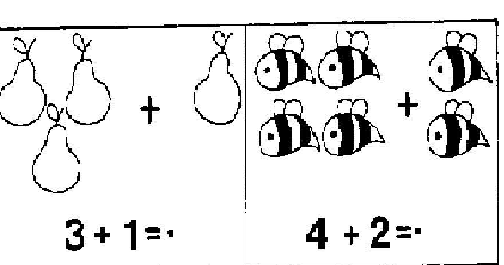 + +
3 + 1 = · 4 + 2 = ·